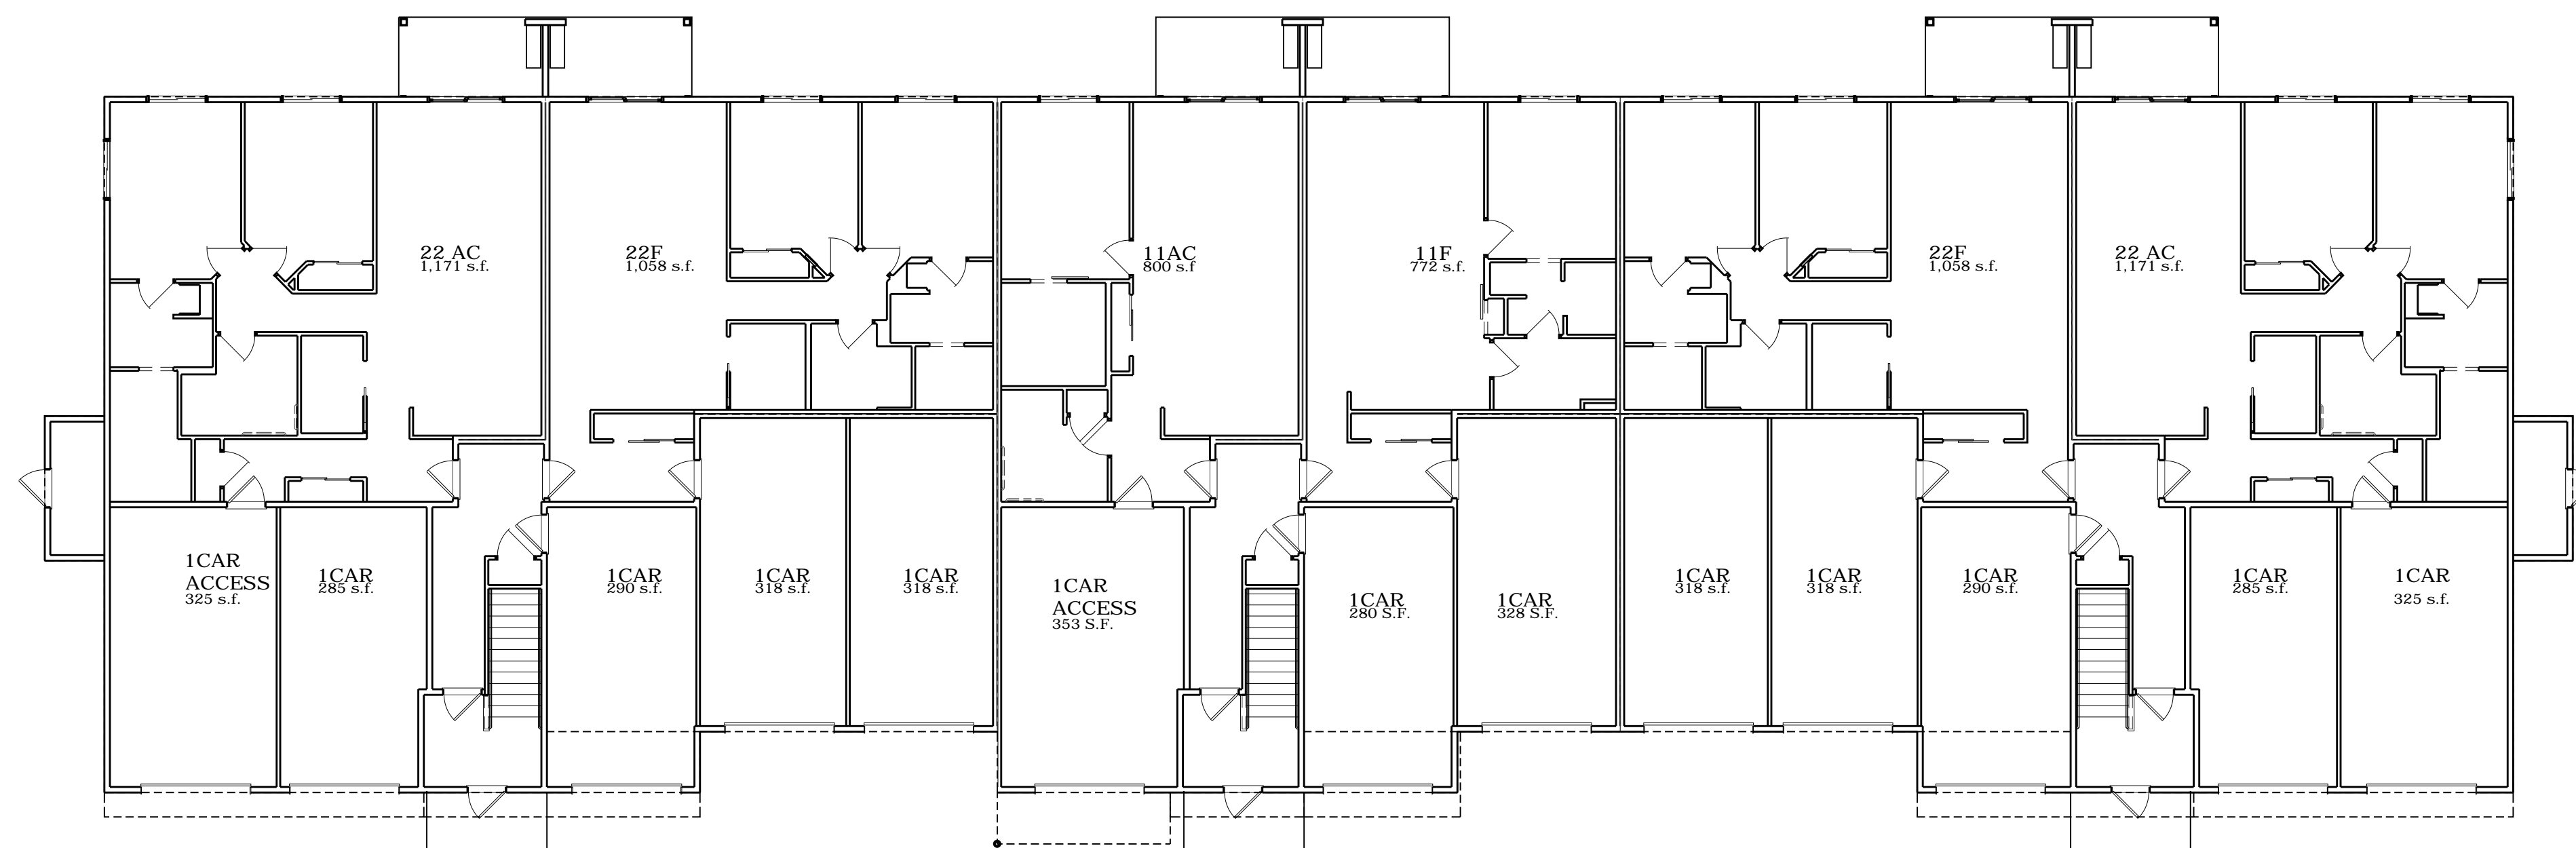 22 AC
1,171 s.f.
22F
1,058 s.f.
11AC
800 s.f
11F
772 s.f.
22F
1,058 s.f.
22 AC
1,171 s.f.
1CAR
ACCESS
325 s.f.
1CAR
285 s.f.
1CAR
290 s.f.
1CAR
318 s.f.
1CAR
318 s.f.
1CAR
ACCESS
353 S.F.
1CAR
280 S.F.
1CAR
328 S.F.
1CAR
318 s.f.
1CAR
318 s.f.
1CAR
290 s.f.
1CAR
285 s.f.
1CAR
325 s.f.